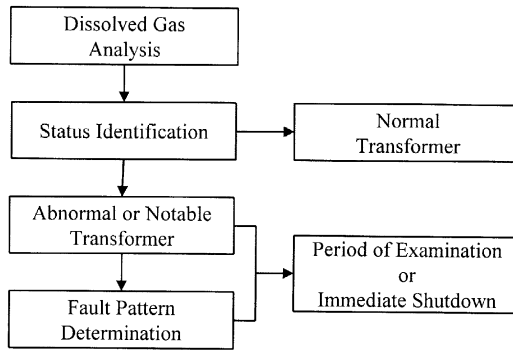 Dissolved Gas
Analysis
Status Identification
Normal
Transformer
Abnormal or Notable
Transformer
Period of Examination
or
Immediate Shutdown
Fault Pattern
Determination